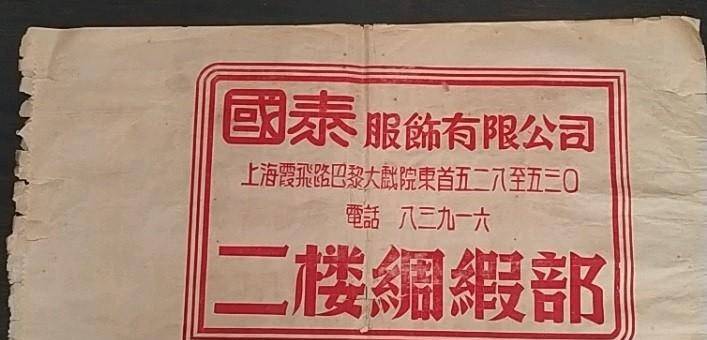 國泰服飾有限公司
上海霞飛路巴黎大戲院東首五二八至五三〇
電話 八三九一六
二楼綢緞部